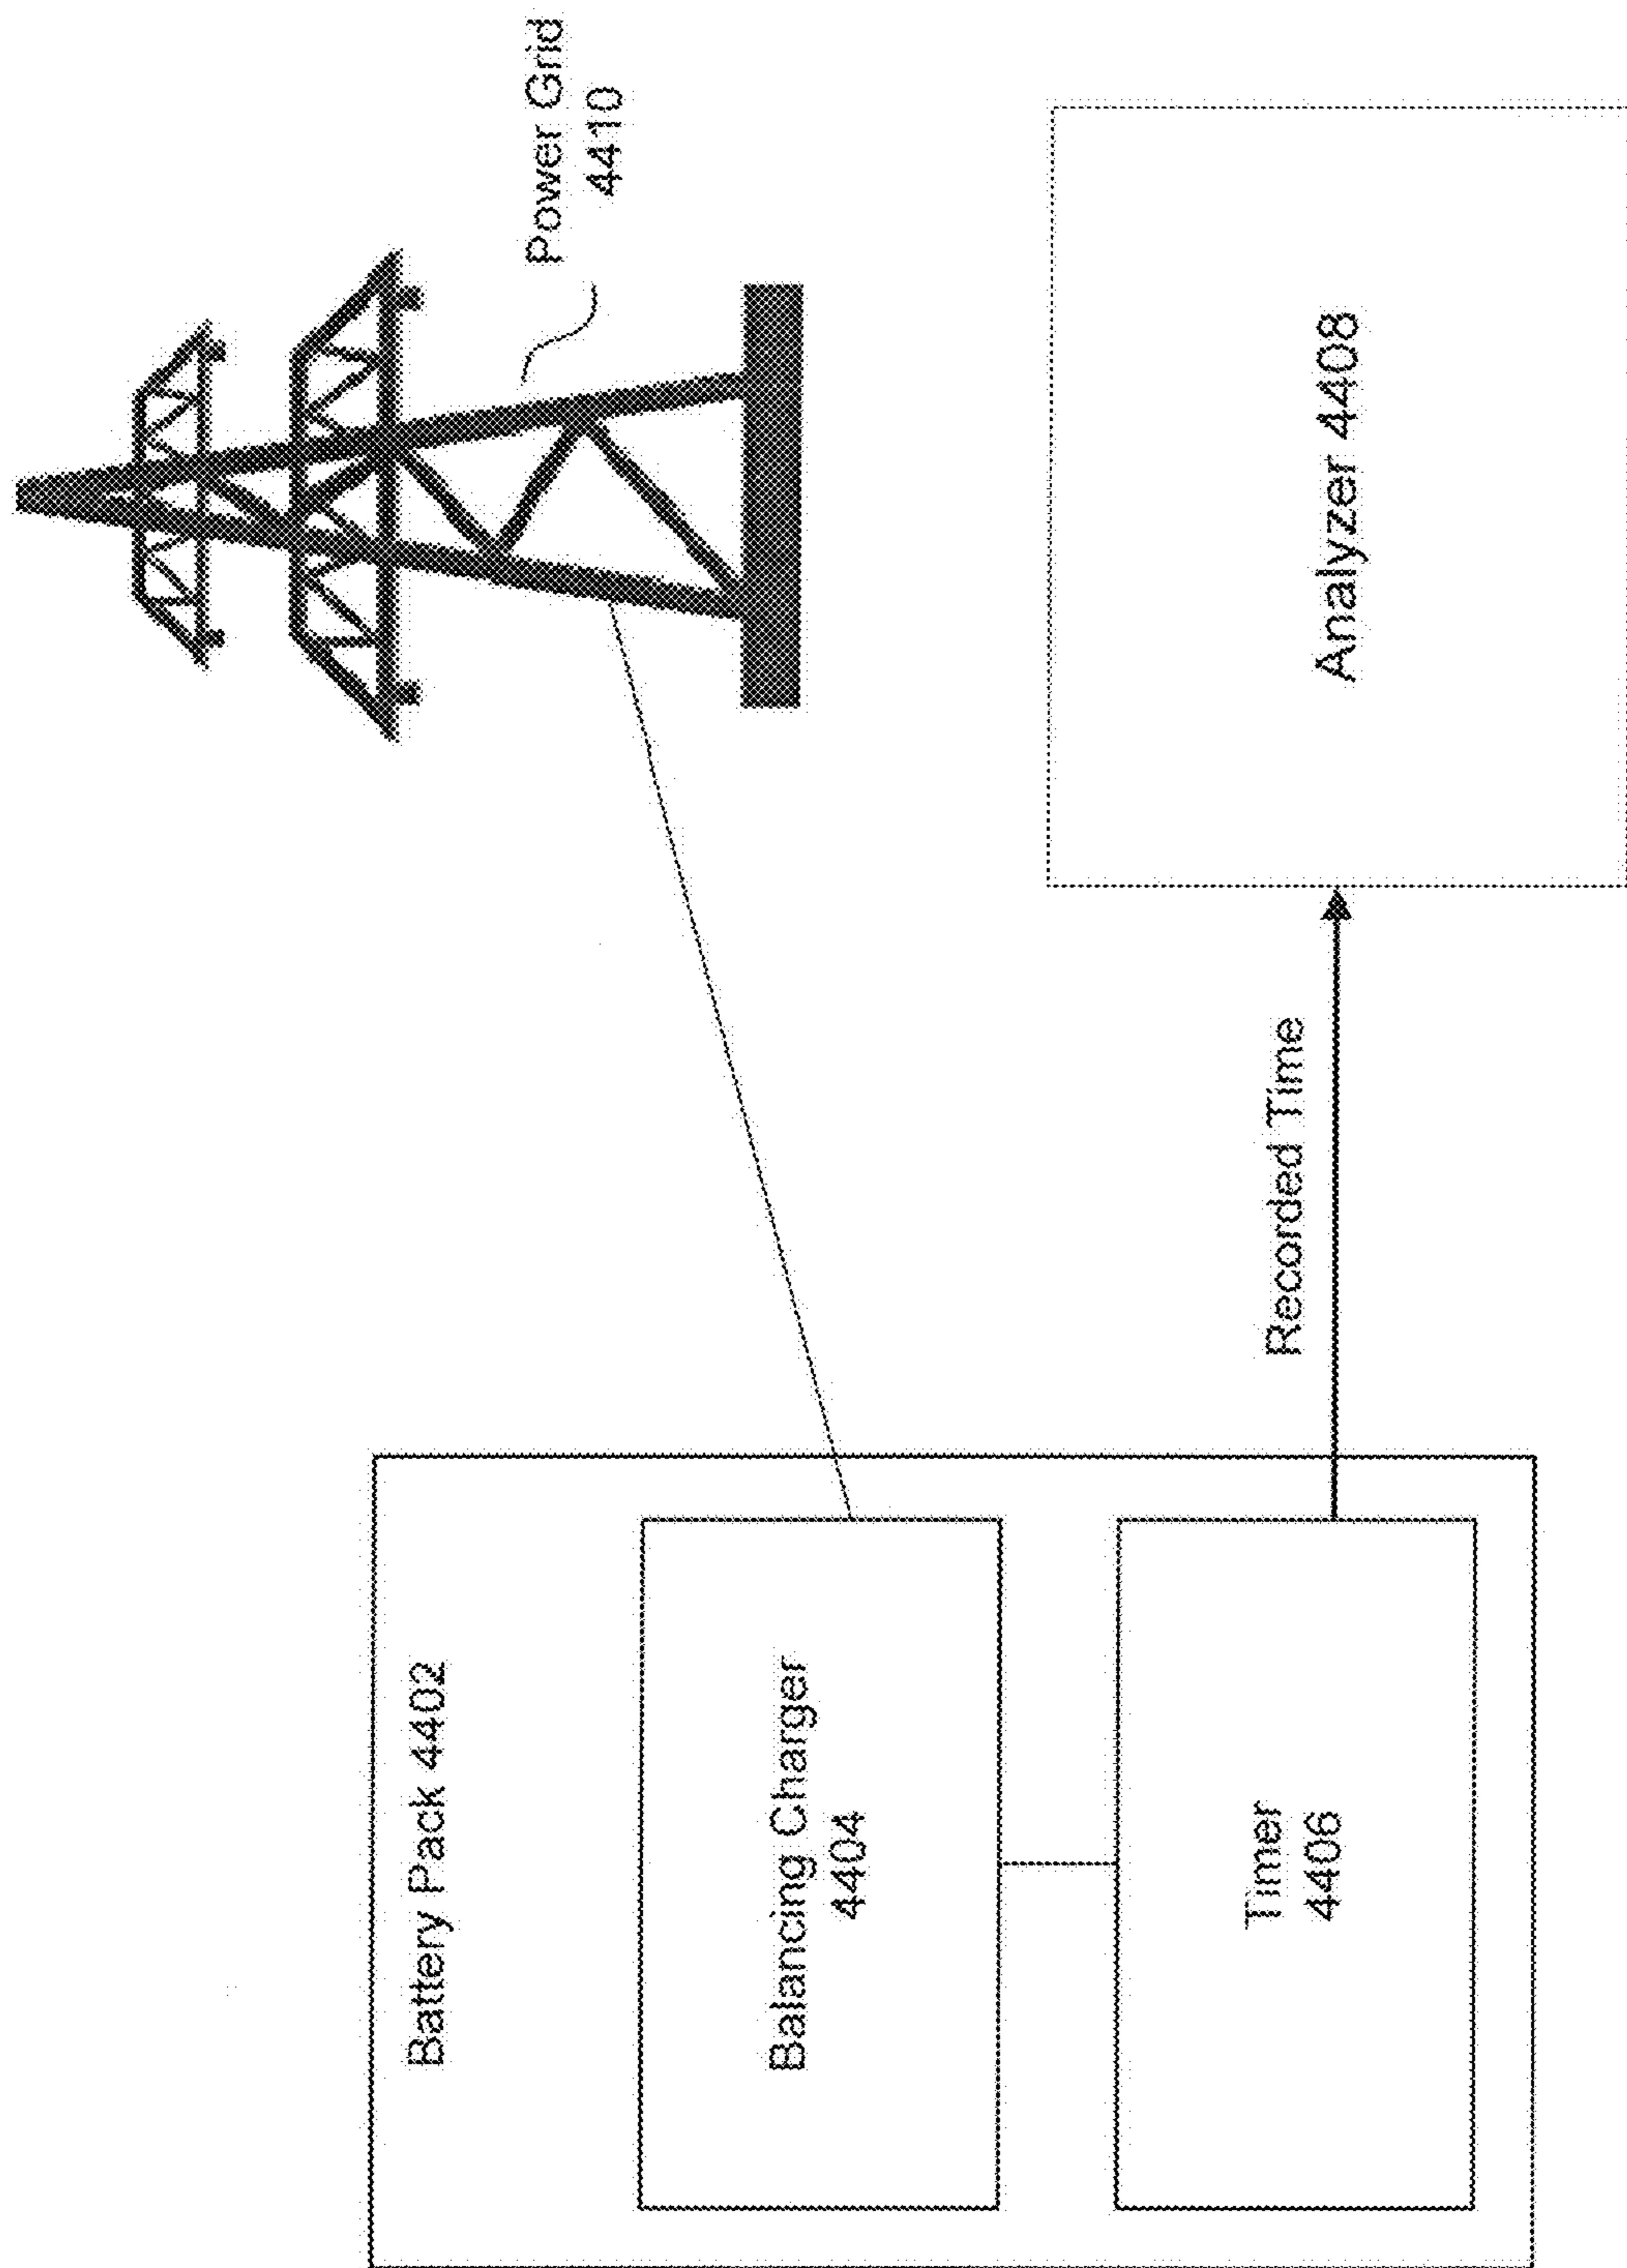 Battery Pack 4402
Balancing Charger
4404
Timer
4406
Recorded Time
Power Grid
4410
Analyzer 4408